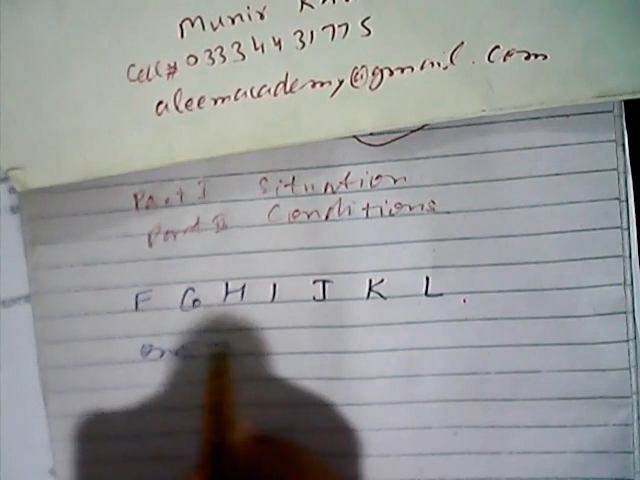 Munir
Cell# 03334431775
aleemacademy@gmail.com
Part I Situation
Part II Conditions
F G H I J K L .